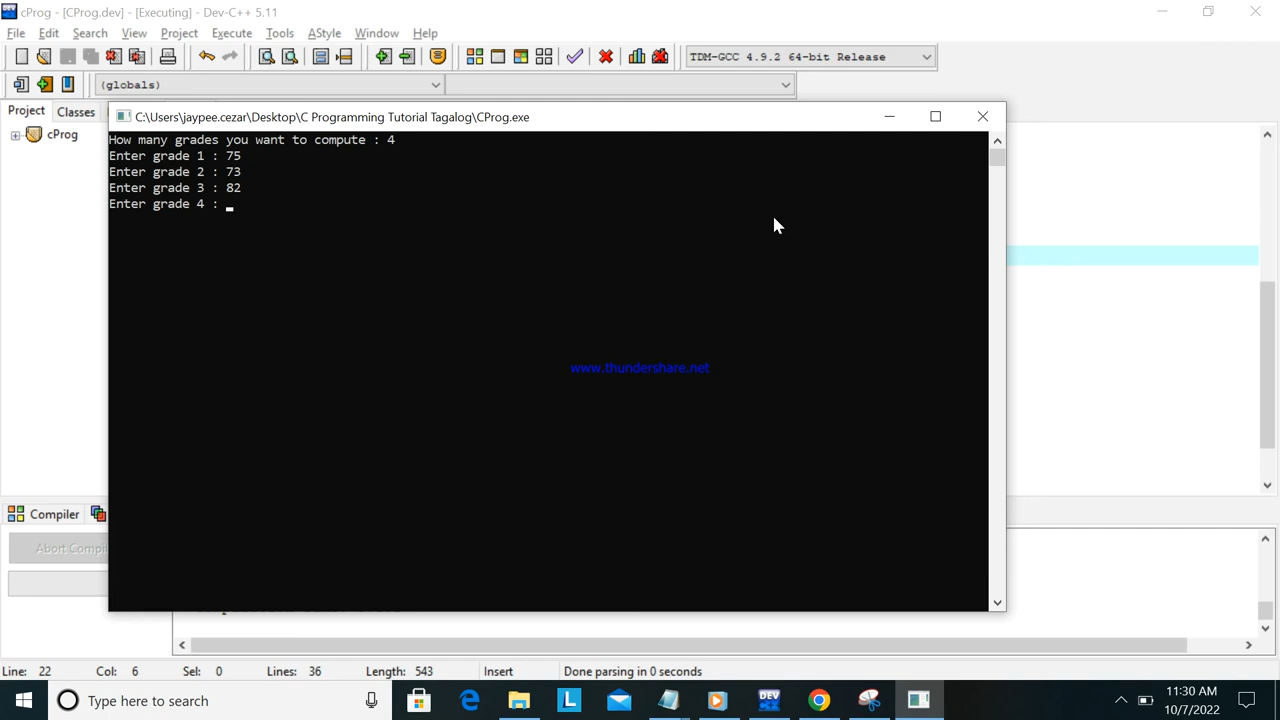 cProg - [CProg.dev] - [Executing] - Dev-C++ 5.11
File Edit Search View Project Execute Tools AStyle Window Help
TDM-GCC 4.9.2 64-bit Release
(globals)
Project Classes
C:\Users\jaypee.cezar\Desktop\C Programming Tutorial Tagalog\CProg.exe
cProg
How many grades you want to compute : 4
Enter grade 1 : 75
Enter grade 2 : 73
Enter grade 3 : 82
Enter grade 4 :
www.thundershare.net
Compiler
Abort Compil
Line: 22 Col: 6 Sel: 0 Lines: 36 Length: 543 Insert Done parsing in 0 seconds
Type here to search
L
DEV
11:30 AM
10/7/2022